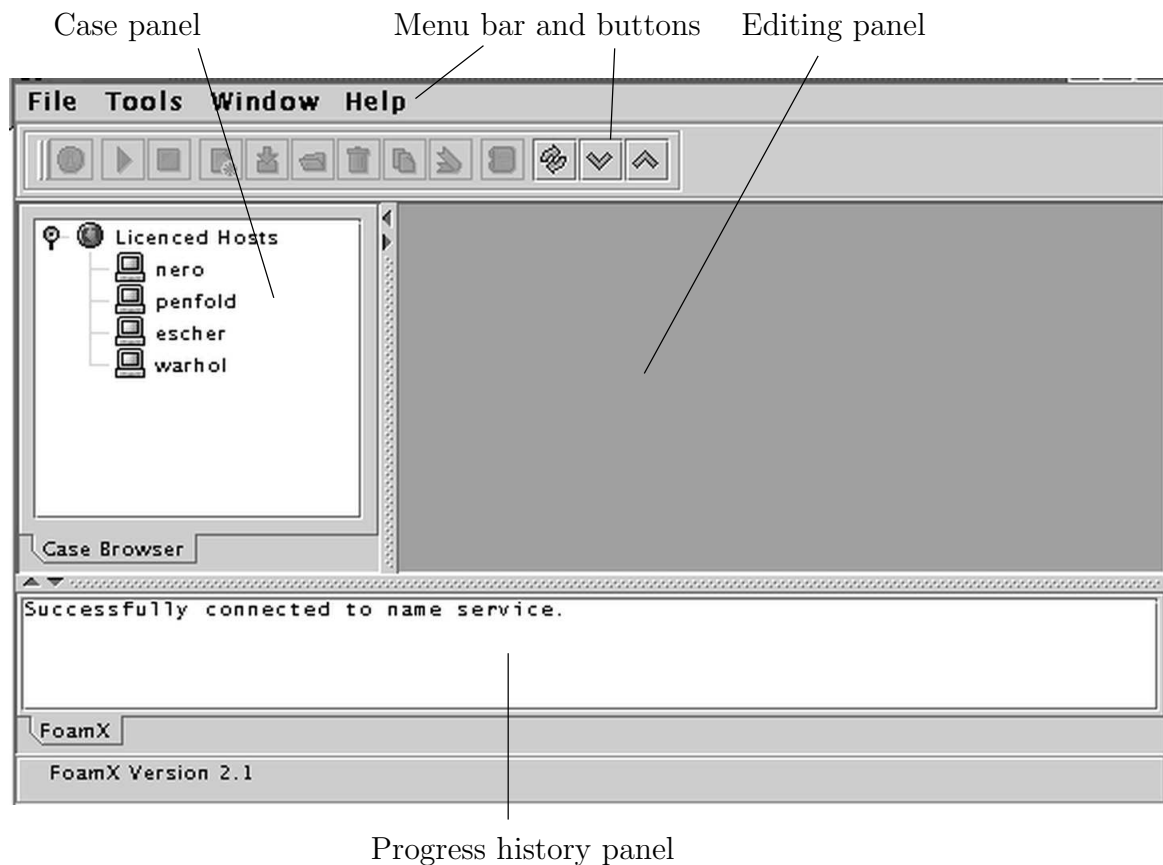 Case panel Menu bar and buttons Editing panel
File Tools Window Help
Licenced Hosts
nero
penfold
escher
warhol
Case Browser
Successfully connected to name service.
FoamX
FoamX Version 2.1
Progress history panel